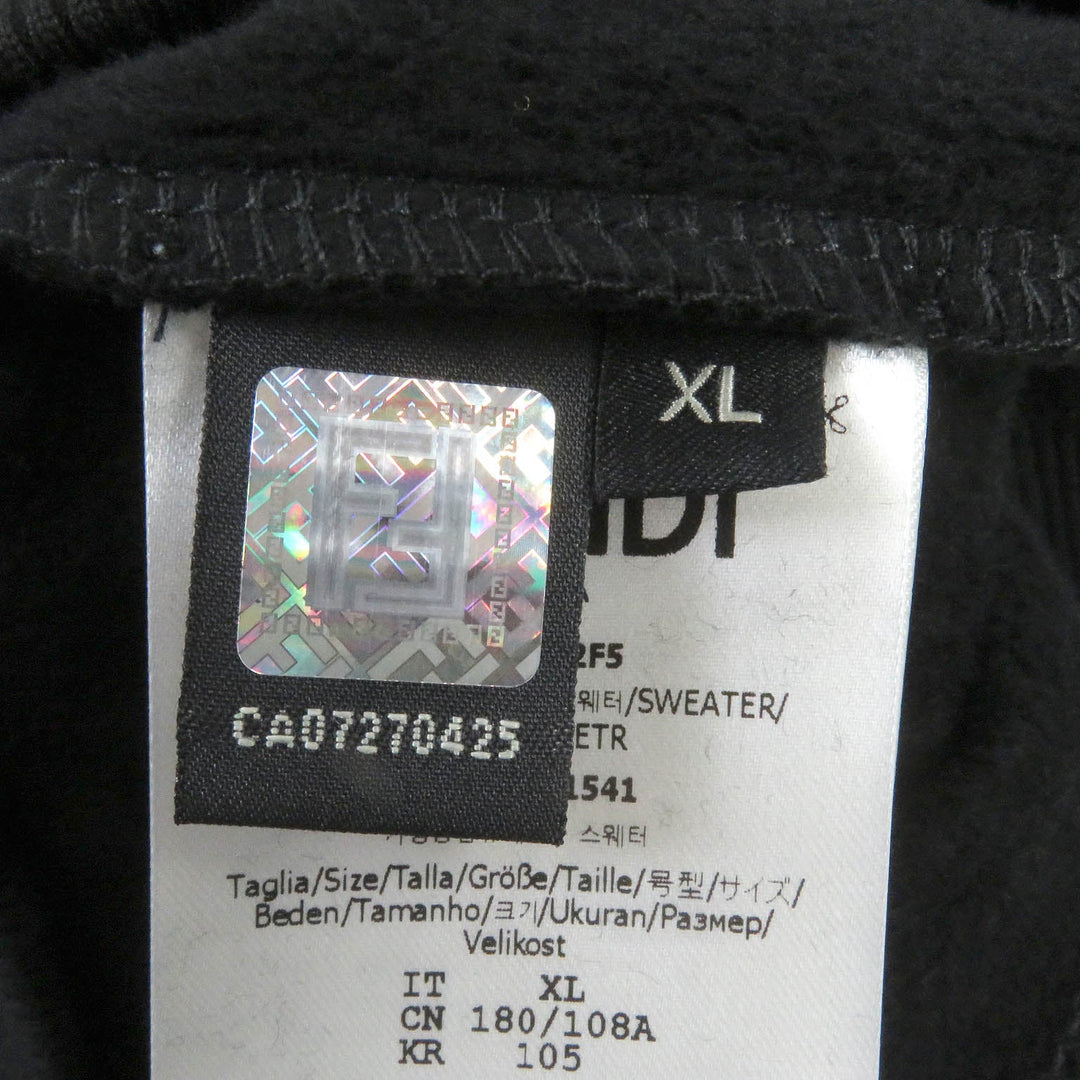 XL
NDI
2F5
웨터/SWEATER/
ETR
CA07270425
1541
스웨터
Taglia/Size/Talla/Größe/Taille/号型/サイズ/
Beden/Tamanho/크기/Ukuran/Размер/
Velikost
IT XL
CN 180/108A
KR 105